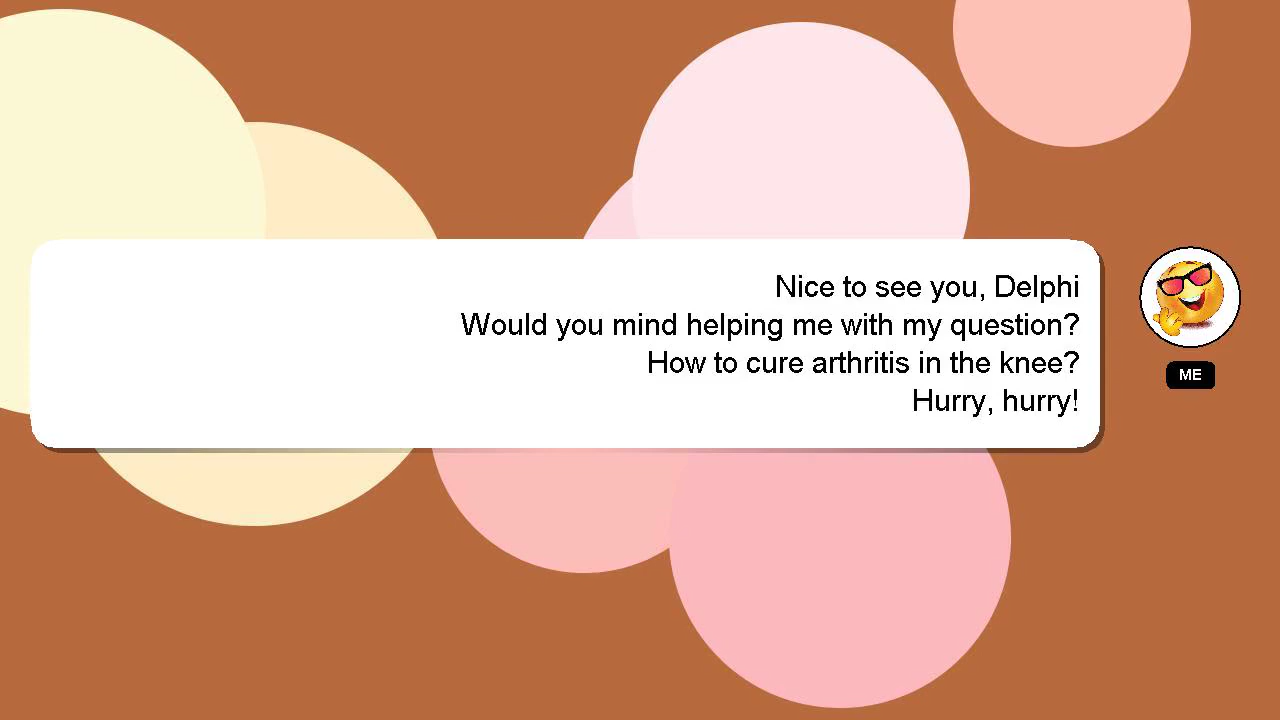 Nice to see you, Delphi
Would you mind helping me with my question?
How to cure arthritis in the knee?
Hurry, hurry!
ME